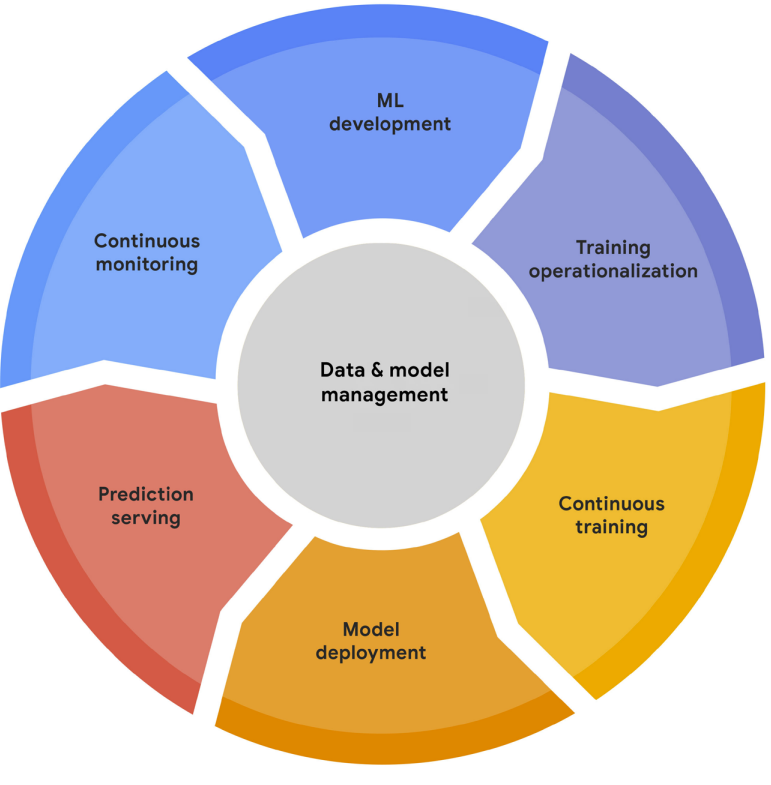 ML
development
Training
operationalization
Continuous
training
Model
deployment
Prediction
serving
Continuous
monitoring
Data & model
management